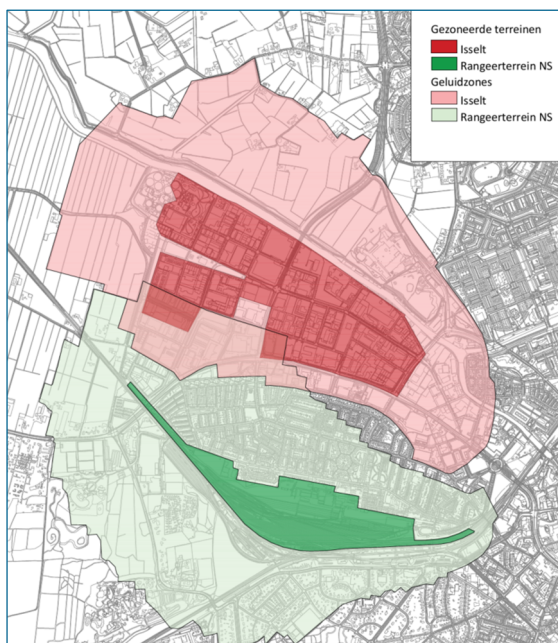 Gezoneerde terreinen
Isselt
Rangeerterrein NS
Geluidzones
Isselt
Rangeerterrein NS